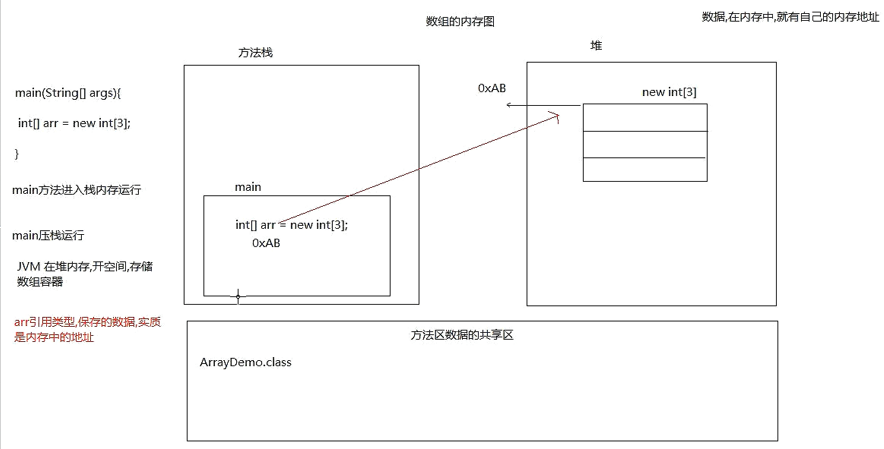 数组的内存图
数据,在内存中,就有自己的内存地址
方法栈
堆
main(String[] args){
int[] arr = new int[3];
}
main方法进入栈内存运行
main压栈运行
JVM 在堆内存,开空间,存储
数组容器
arr引用类型,保存的数据,实质
是内存中的地址
main
int[] arr = new int[3];
0xAB
0xAB
new int[3]
方法区数据的共享区
ArrayDemo.class